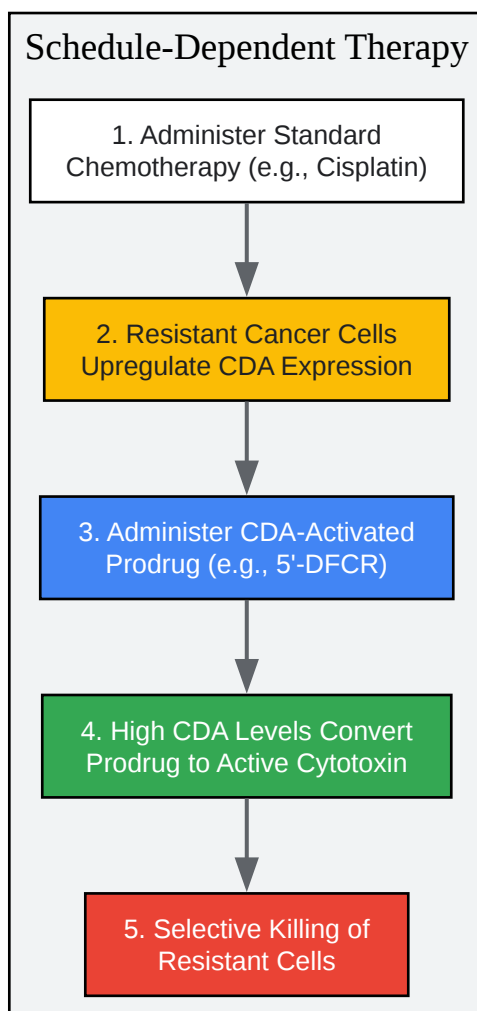 Schedule-Dependent Therapy
1. Administer Standard
Chemotherapy (e.g., Cisplatin)
2. Resistant Cancer Cells
Upregulate CDA Expression
3. Administer CDA-Activated
Prodrug (e.g., 5'-DFCR)
4. High CDA Levels Convert
Prodrug to Active Cytotoxin
5. Selective Killing of
Resistant Cells